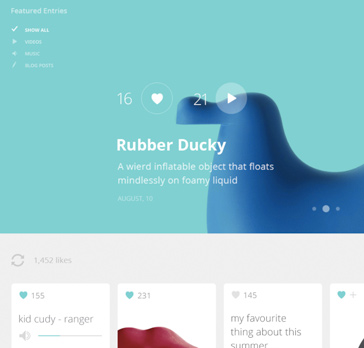 Featured Entries
SHOW ALL
VIDEOS
MUSIC
BLOG POSTS
16
21
Rubber Ducky
A wierd inflatable object that floats
mindlessly on foamy liquid
AUGUST, 10
1,452 likes
155
231
145
kid cudy - ranger
my favourite
thing about this
summer